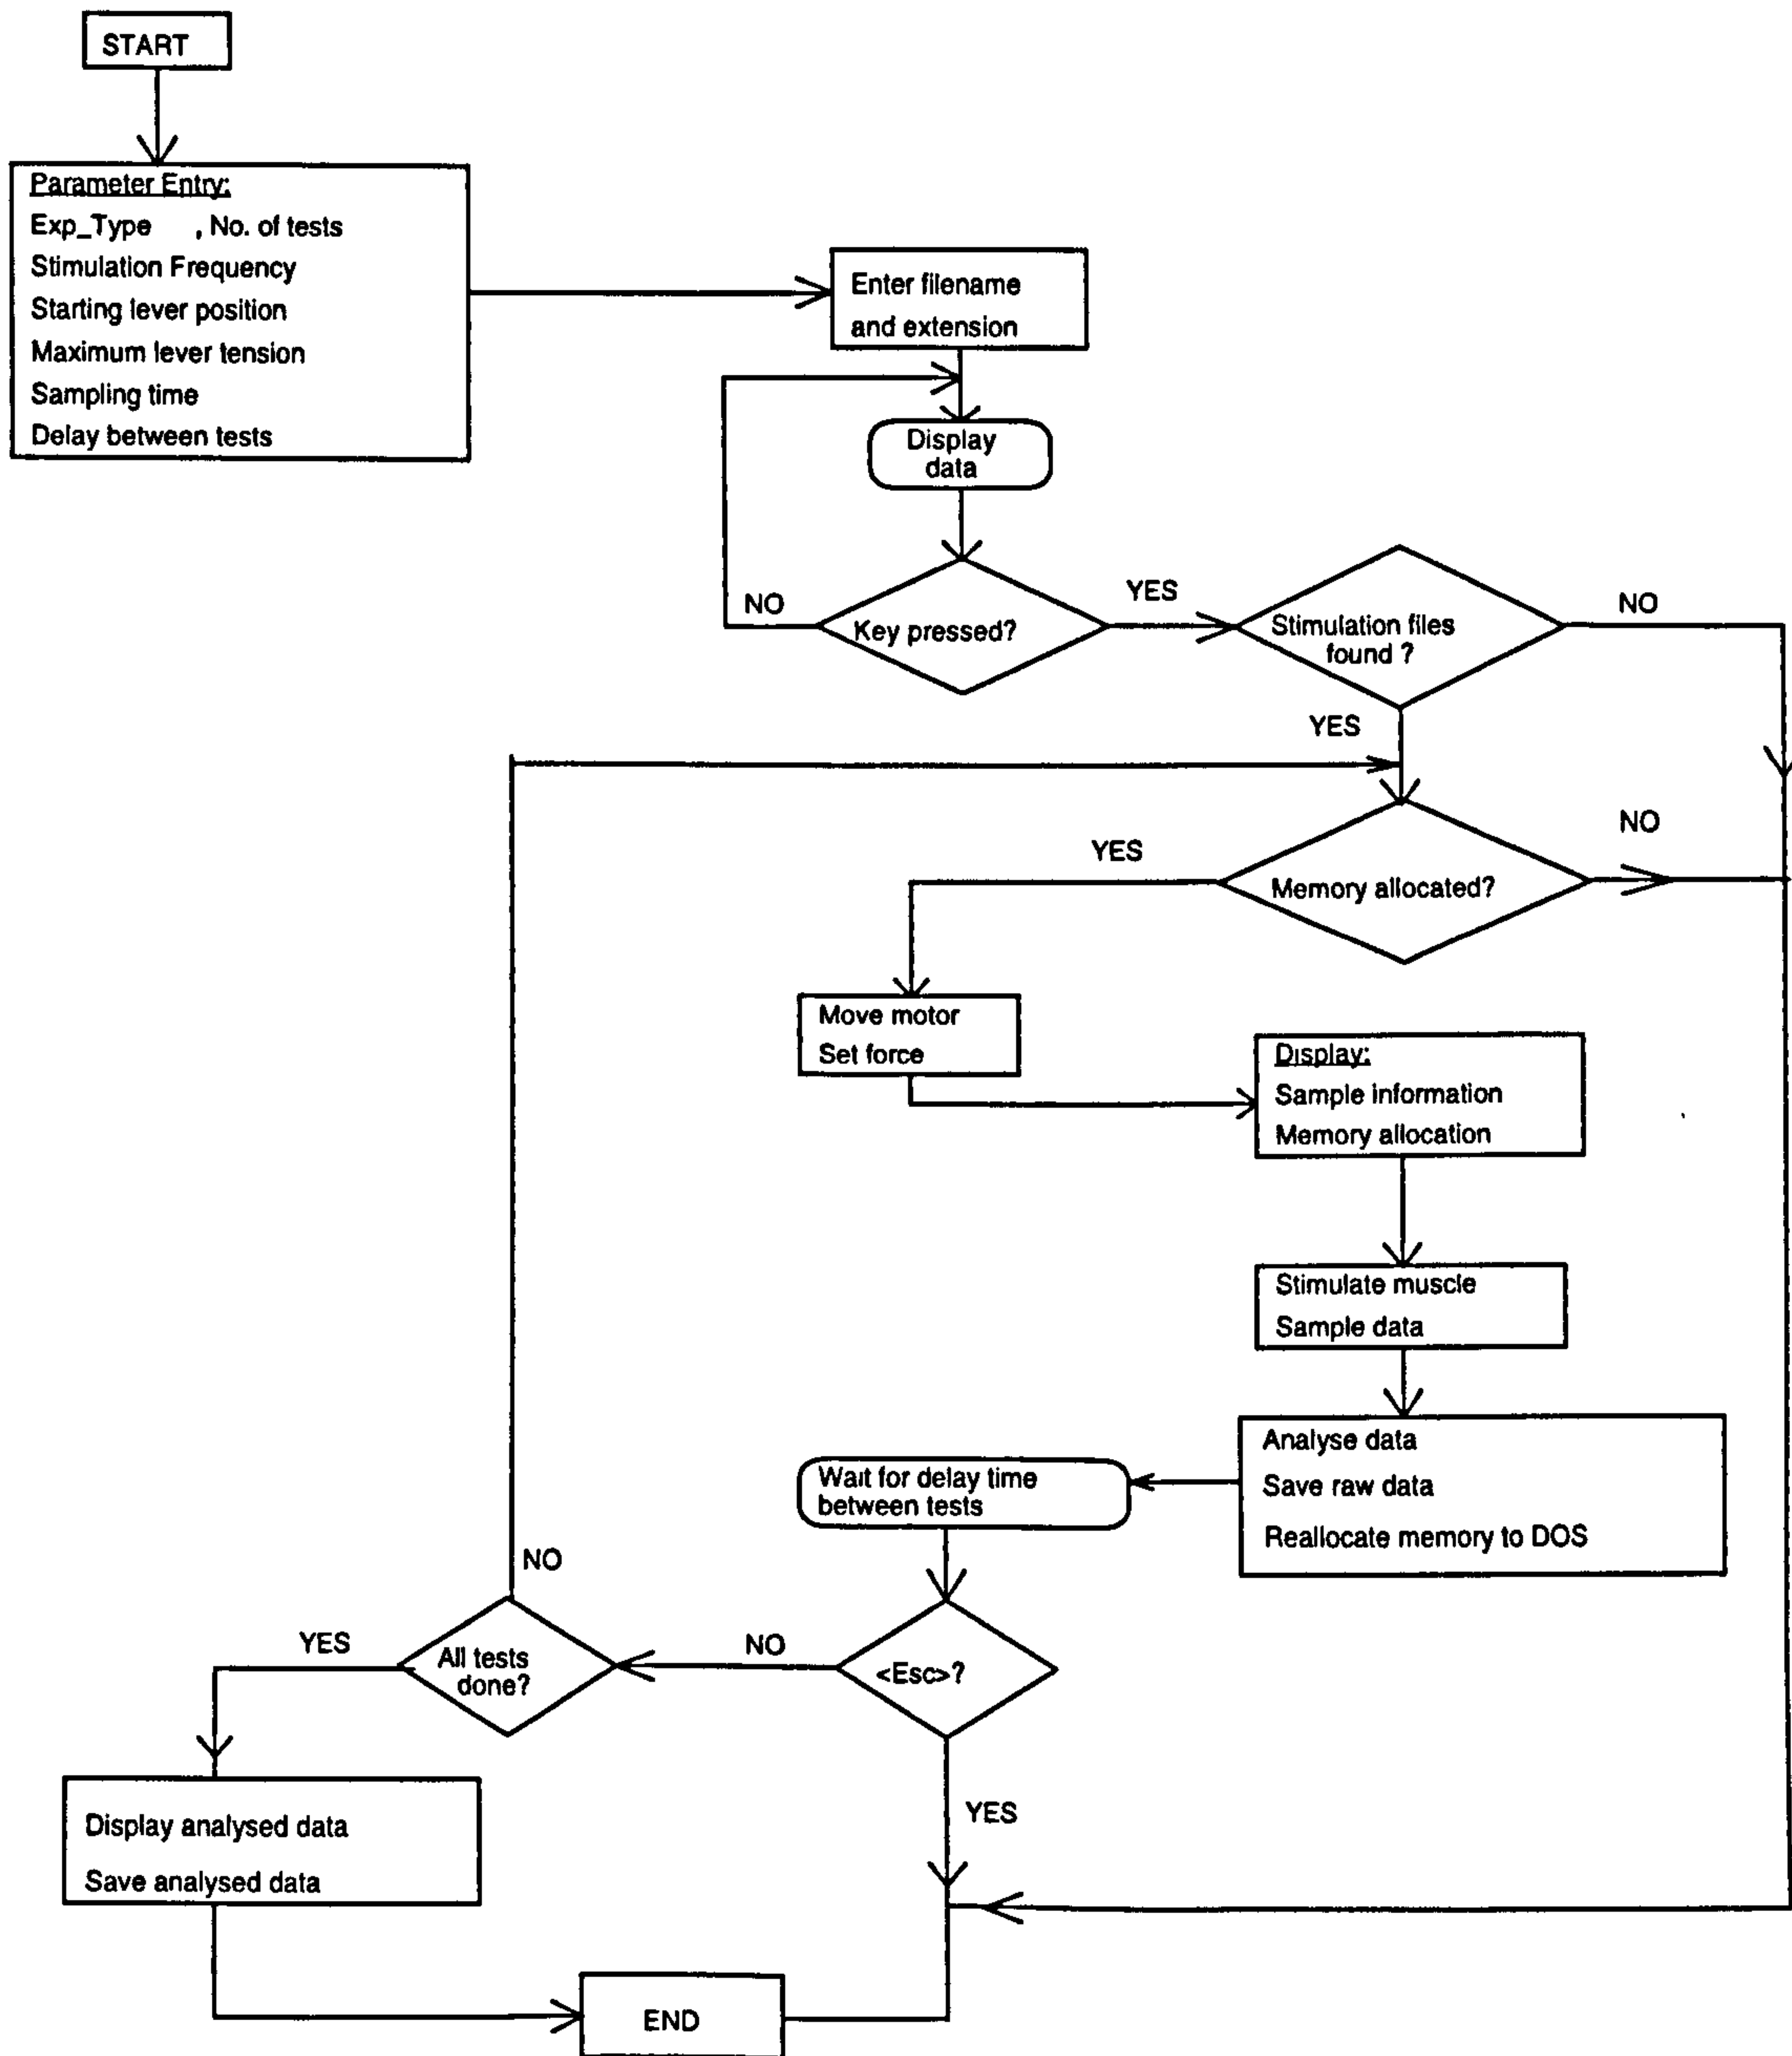 START
Parameter Entry:
Exp_Type , No. of tests
Stimulation Frequency
Starting lever position
Maximum lever tension
Sampling time
Delay between tests
Enter filename
and extension
Display
data
Key pressed?
NO
YES
Stimulation files
found ?
NO
YES
Memory allocated?
NO
YES
Move motor
Set force
Display:
Sample information
Memory allocation
Stimulate muscle
Sample data
Analyse data
Save raw data
Reallocate memory to DOS
Wait for delay time
between tests
<Esc>?
NO
YES
All tests
done?
NO
YES
Display analysed data
Save analysed data
END